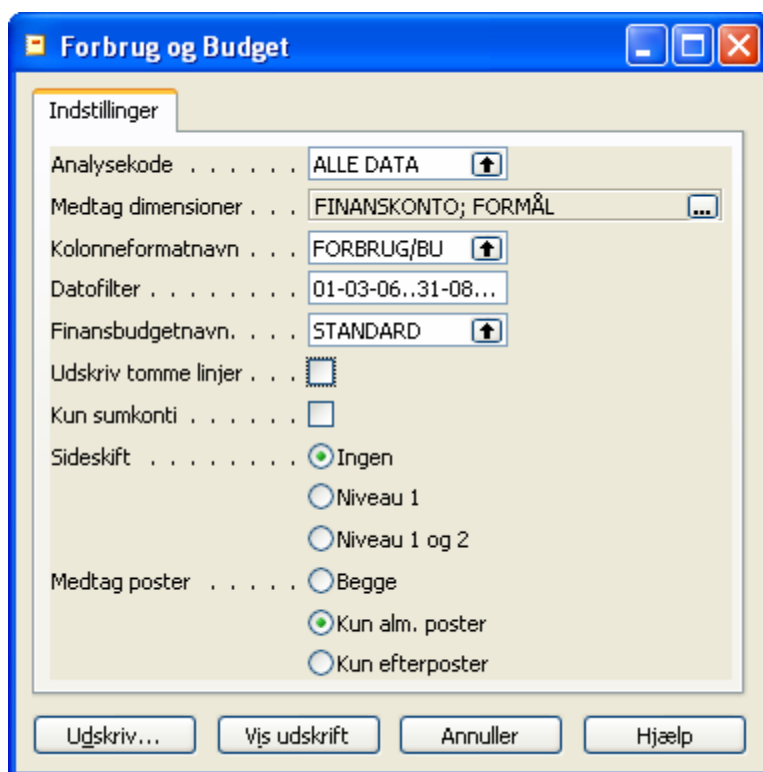 Forbrug og Budget
Indstillinger
Analysekode . . . . . . ALLE DATA
Medtag dimensioner . . . FINANSKONTO; FORMÅL ...
Kolonneformatnavn . . . FORBRUG/BU
Datofilter . . . . . . . . 01-03-06..31-08...
Finansbudgetnavn. . . . STANDARD
Udskriv tomme linjer . . .
Kun sumkonti . . . . . .
Sideskift . . . . . . . . Ingen
Niveau 1
Niveau 1 og 2
Medtag poster . . . . . Begge
Kun alm. poster
Kun efterposter
Udskriv... Vis udskrift Annuller Hjælp